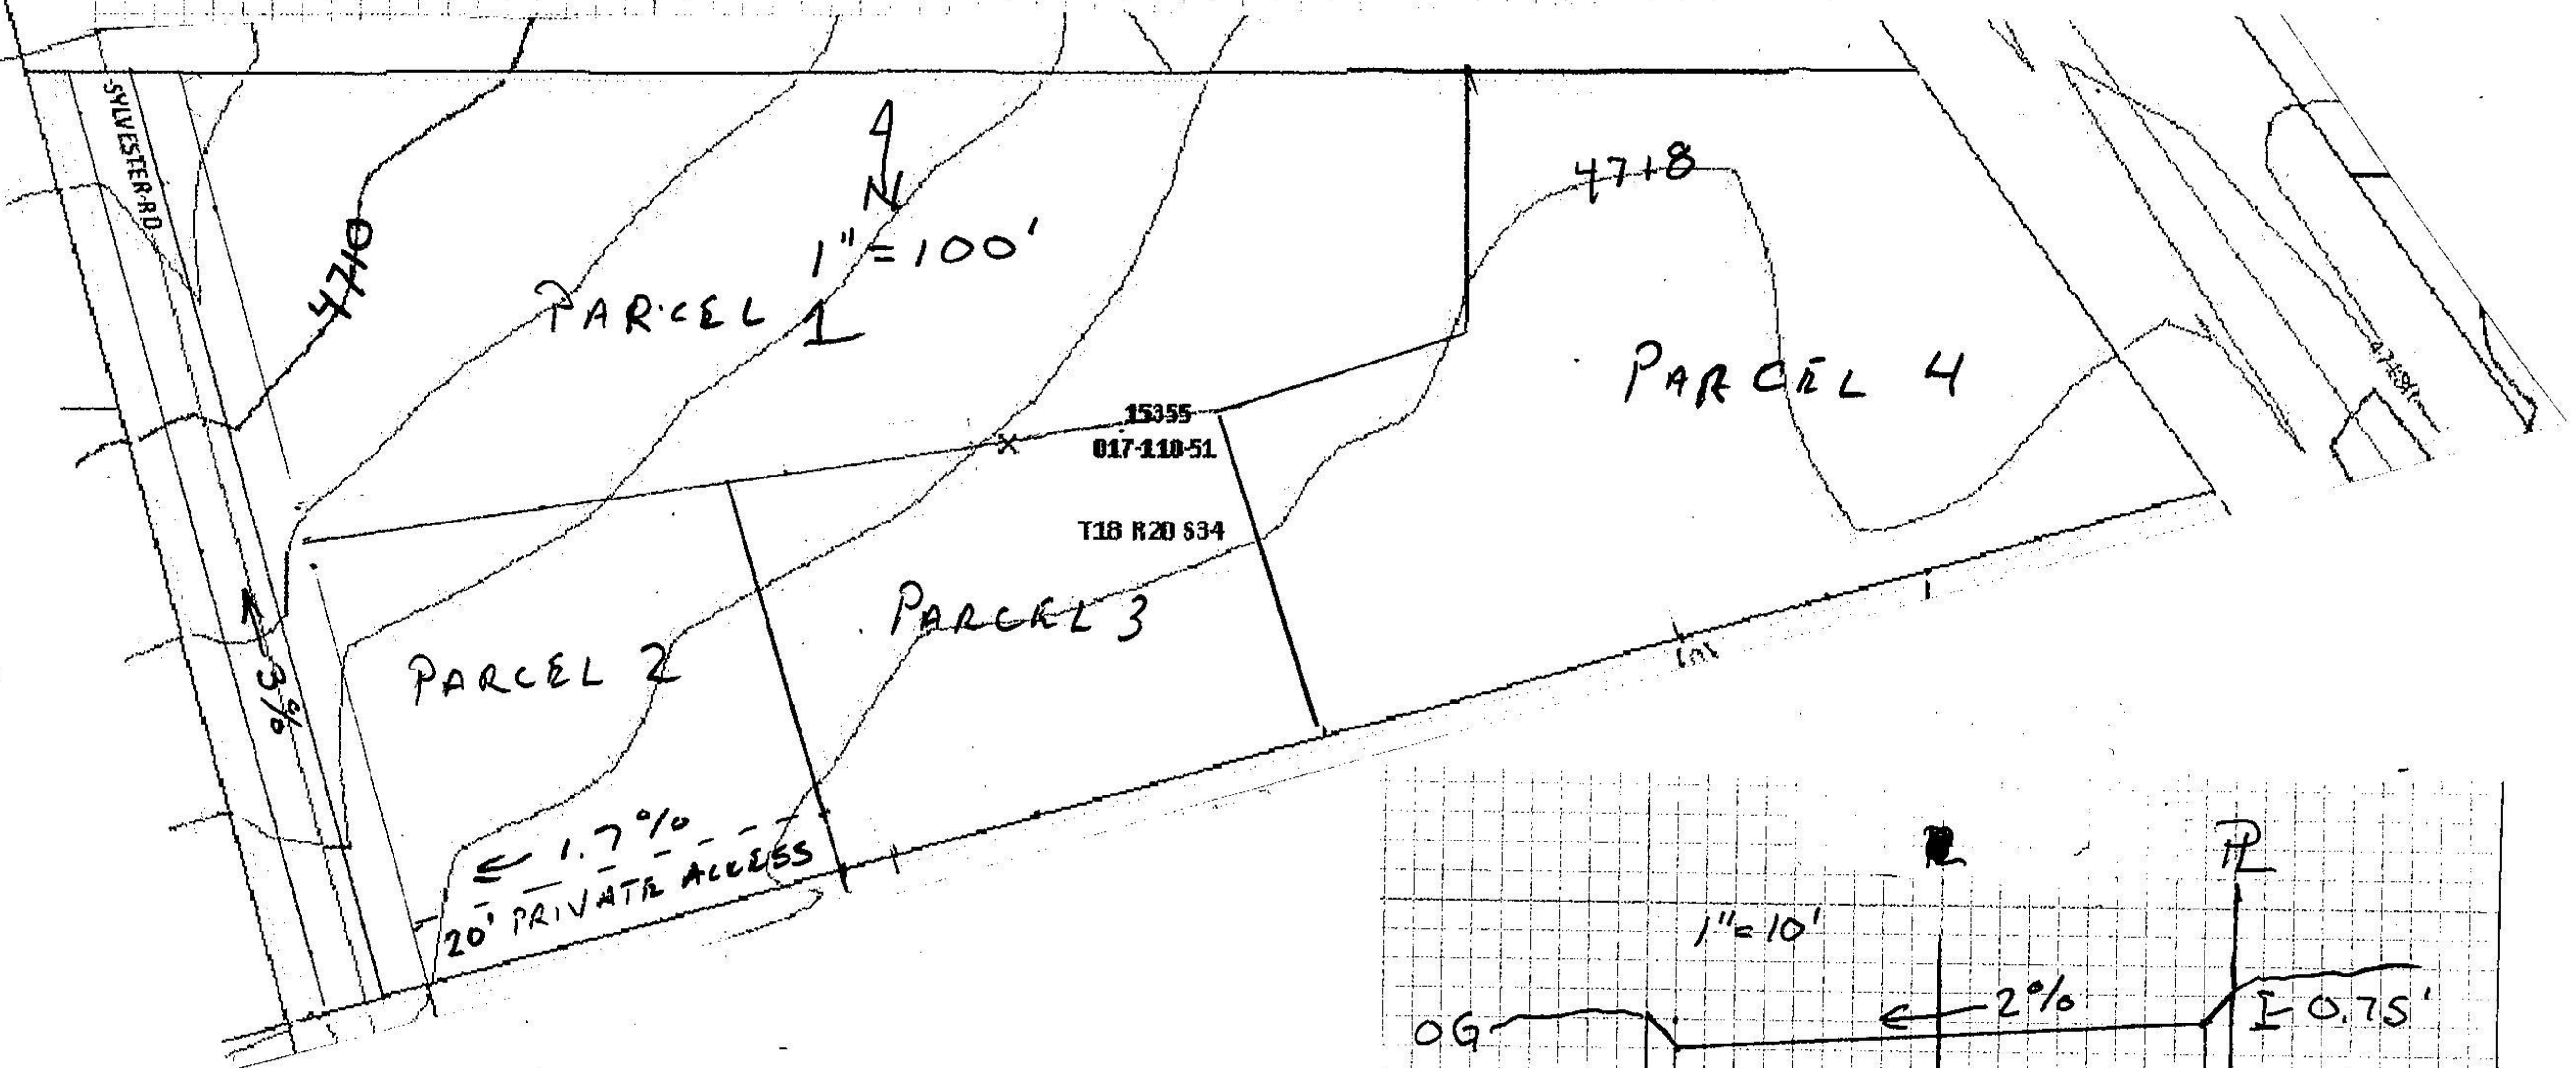 SYLVESTER RD
4710
N
1" = 100'
PARCEL 1
4718
PARCEL 4
15355
017-110-51
T18 R20 S34
PARCEL 3
PARCEL 2
3%
1.7%
20' PRIVATE ACCESS
PL
1" = 10'
2%
0.75'
OG